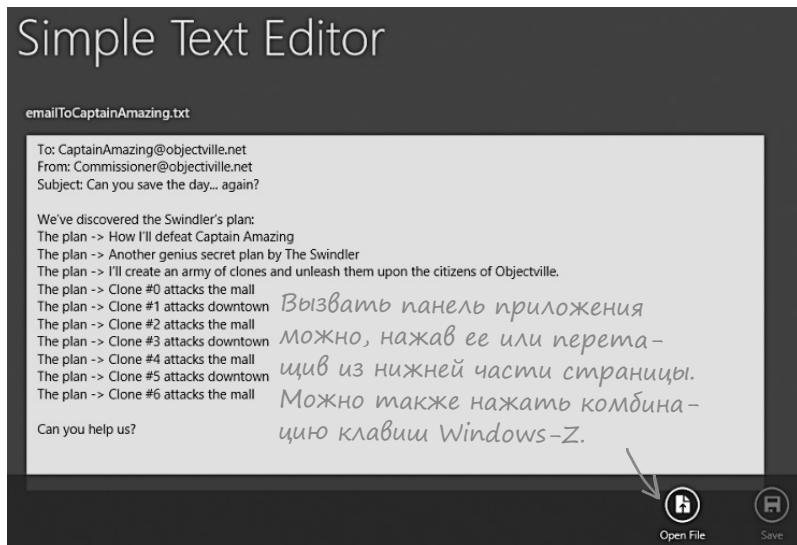 Simple Text Editor
emailToCaptainAmazing.txt
To: CaptainAmazing@objectville.net
From: Commissioner@objectiville.net
Subject: Can you save the day... again?
We've discovered the Swindler's plan:
The plan -> How I'll defeat Captain Amazing
The plan -> Another genius secret plan by The Swindler
The plan -> I'll create an army of clones and unleash them upon the citizens of Objectville.
The plan -> Clone #0 attacks the mall
The plan -> Clone #1 attacks downtown
The plan -> Clone #2 attacks the mall
The plan -> Clone #3 attacks downtown
The plan -> Clone #4 attacks the mall
The plan -> Clone #5 attacks downtown
The plan -> Clone #6 attacks the mall
Can you help us?
Вызвать панель приложения
можно, нажав ее или перета-
щив из нижней части страницы.
Можно также нажать комбина-
цию клавиш Windows-Z.
Open File
Save